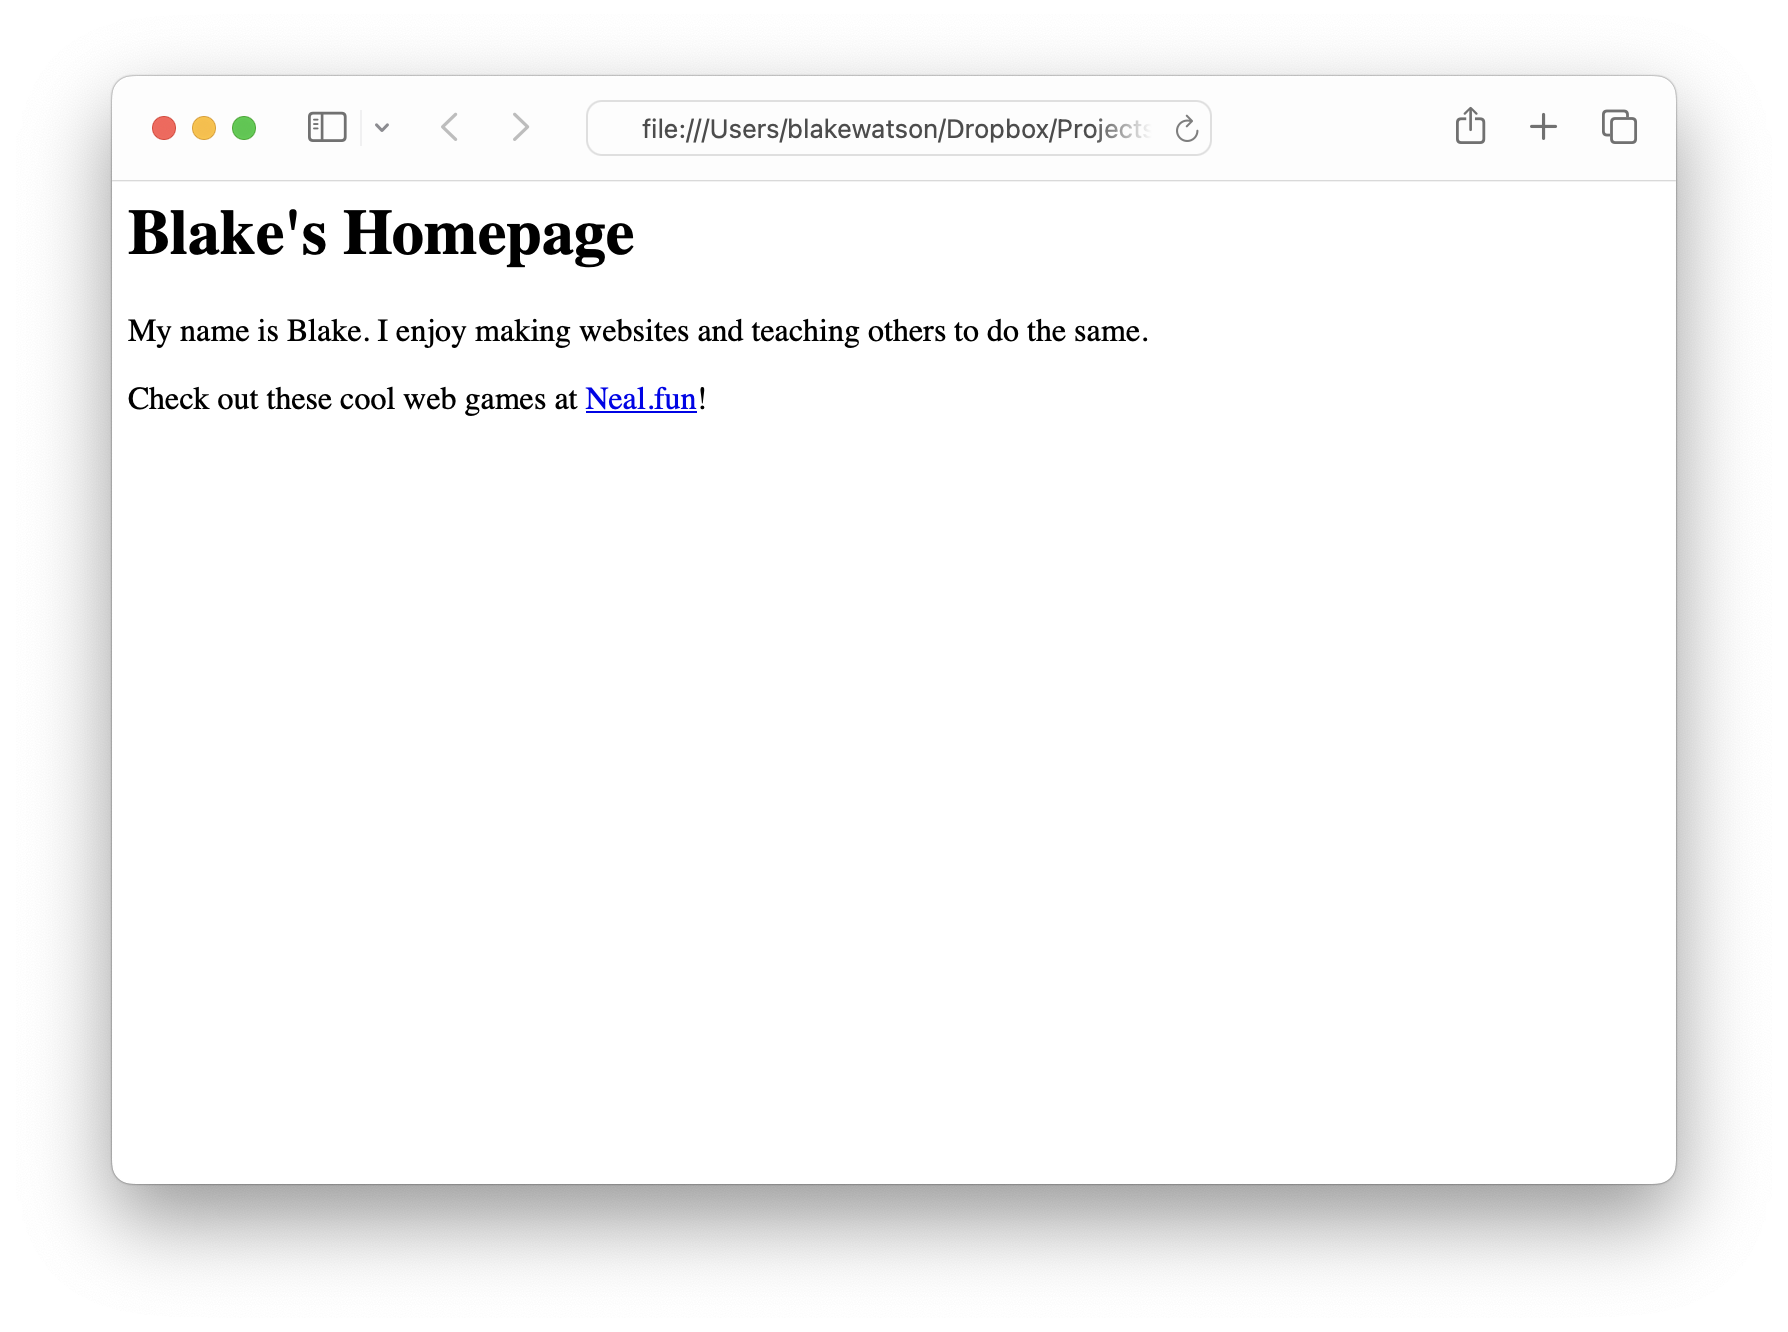 file:///Users/blakewatson/Dropbox/Projects
Blake's Homepage
My name is Blake. I enjoy making websites and teaching others to do the same.
Check out these cool web games at Neal.fun!